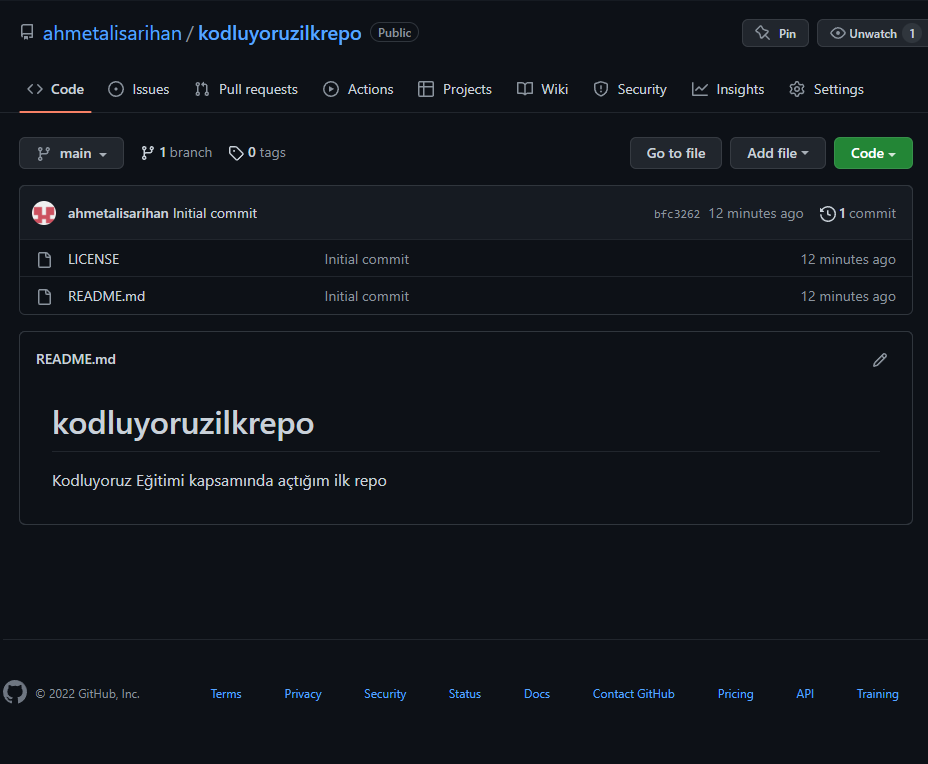 ahmetalisarihan / kodluyoruzilkrepo Public Pin Unwatch 1
Code Issues Pull requests Actions Projects Wiki Security Insights Settings
main 1 branch 0 tags Go to file Add file Code
ahmetalisarihan Initial commit bfc3262 12 minutes ago 1 commit
LICENSE Initial commit 12 minutes ago
README.md Initial commit 12 minutes ago
README.md
kodluyoruzilkrepo
Kodluyoruz Eğitimi kapsamında açtığım ilk repo
© 2022 GitHub, Inc. Terms Privacy Security Status Docs Contact GitHub Pricing API Training